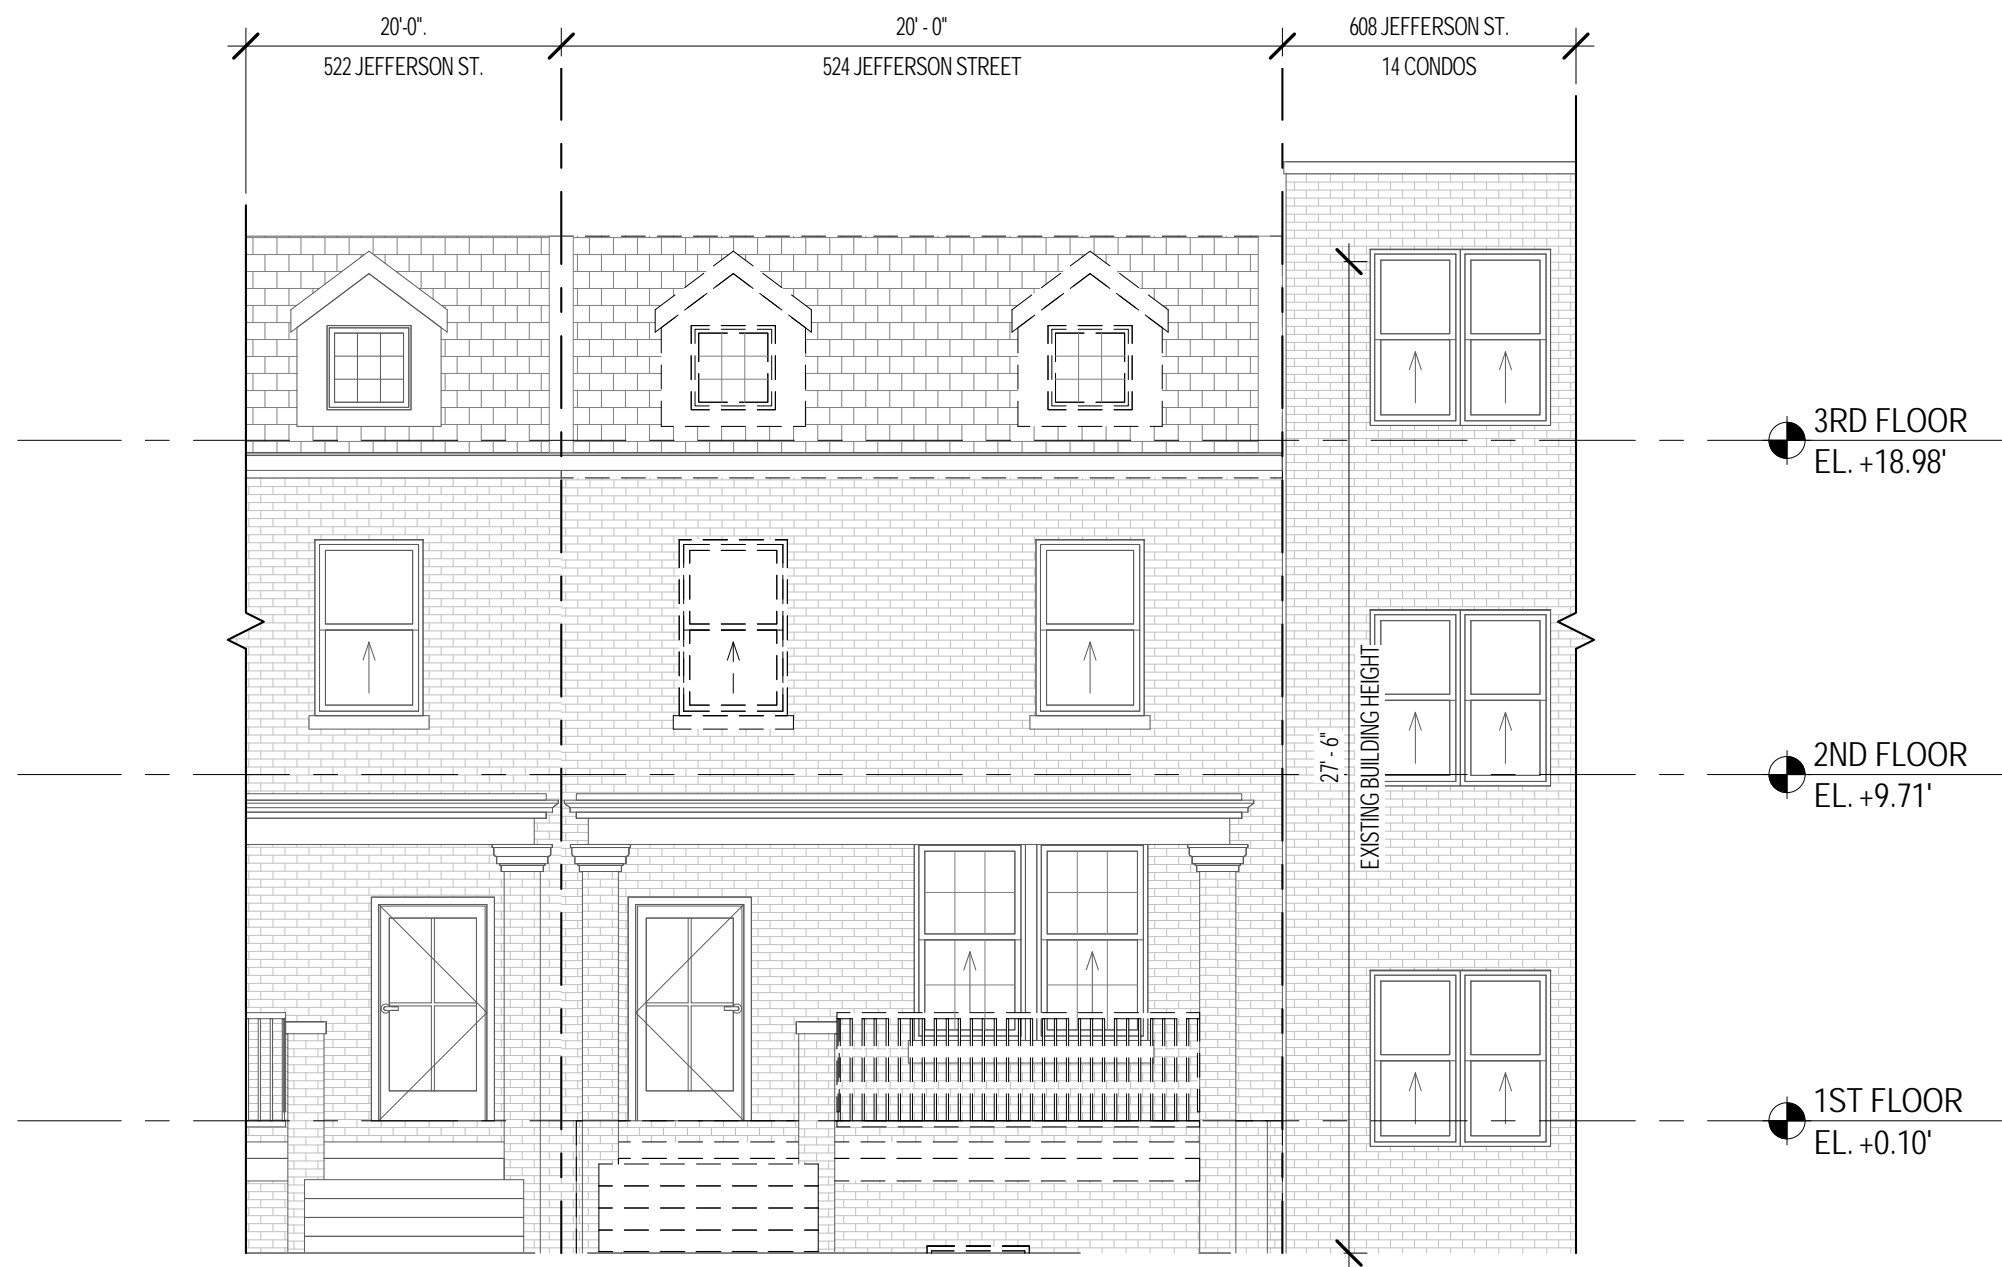 20'-0".
20' - 0"
608 JEFFERSON ST.
522 JEFFERSON ST.
524 JEFFERSON STREET
14 CONDOS
3RD FLOOR
EL. +18.98'
27' - 6"
EXISTING BUILDING HEIGHT
2ND FLOOR
EL. +9.71'
1ST FLOOR
EL. +0.10'